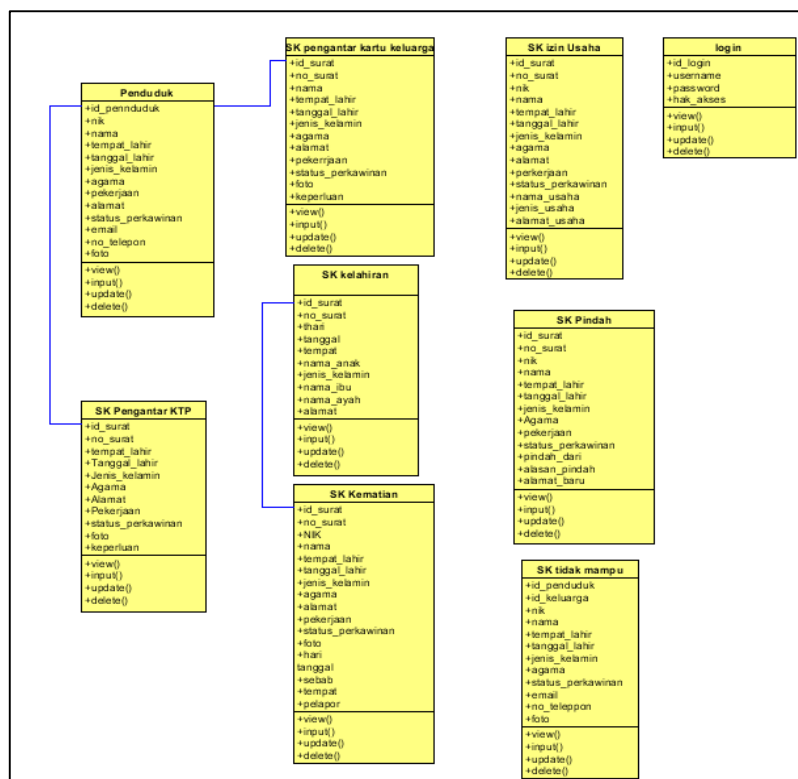 Penduduk
+id_pennduduk
+nik
+nama
+tempat_lahir
+tanggal_lahir
+jenis_kelamin
+agama
+pekerjaan
+alamat
+status_perkawinan
+email
+no_telepon
+foto
+view()
+input()
+update()
+delete()
SK Pengantar KTP
+id_surat
+no_surat
+tempat_lahir
+Tanggal_lahir
+Jenis_kelamin
+Agama
+Alamat
+Pekerjaan
+status_perkawinan
+foto
+keperluan
+view()
+input()
+update()
+delete()
SK pengantar kartu keluarga
+id_surat
+no_surat
+nama
+tempat_lahir
+tanggal_lahir
+jenis_kelamin
+agama
+alamat
+pekerrjaan
+status_perkawinan
+foto
+keperluan
+view()
+input()
+update()
+delete()
SK kelahiran
+id_surat
+no_surat
+thari
+tanggal
+tempat
+nama_anak
+jenis_kelamin
+nama_ibu
+nama_ayah
+alamat
+view()
+input()
+update()
+delete()
SK Kematian
+id_surat
+no_surat
+NIK
+nama
+tempat_lahir
+tanggal_lahir
+jenis_kelamin
+agama
+alamat
+pekerjaan
+status_perkawinan
+foto
+hari
tanggal
+sebab
+tempat
+pelapor
+view()
+input()
+update()
+delete()
SK izin Usaha
+id_surat
+no_surat
+nik
+nama
+tempat_lahir
+tanggal_lahir
+jenis_kelamin
+agama
+alamat
+perkerjaan
+status_perkawinan
+nama_usaha
+jenis_usaha
+alamat_usaha
+view()
+input()
+update()
+delete()
SK Pindah
+id_surat
+no_surat
+nik
+nama
+tempat_lahir
+tanggal_lahir
+jenis_kelamin
+Agama
+pekerjaan
+status_perkawinan
+pindah_dari
+alasan_pindah
+alamat_baru
+view()
+input()
+update()
+delete()
SK tidak mampu
+id_penduduk
+id_keluarga
+nik
+nama
+tempat_lahir
+tanggal_lahir
+jenis_kelamin
+agama
+status_perkawinan
+email
+no_teleppon
+foto
+view()
+input()
+update()
+delete()
login
+id_login
+username
+password
+hak_akses
+view()
+input()
+update()
+delete()